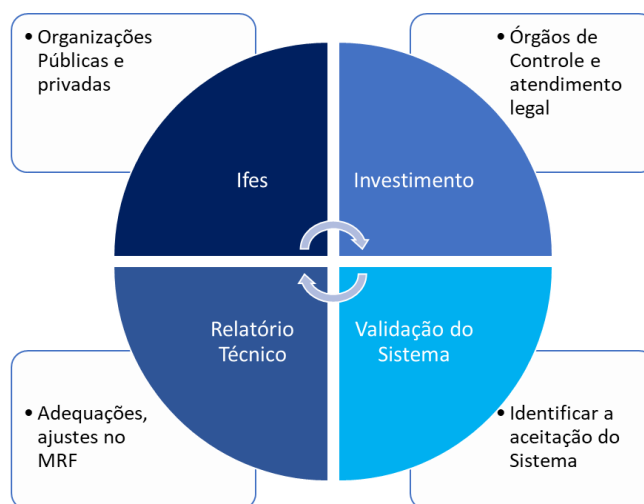 • Organizações
Públicas e
privadas
• Órgãos de
Controle e
atendimento
legal
Ifes
Investimento
Relatório
Técnico
Validação do
Sistema
• Adequações,
ajustes no
MRF
• Identificar a
aceitação do
Sistema